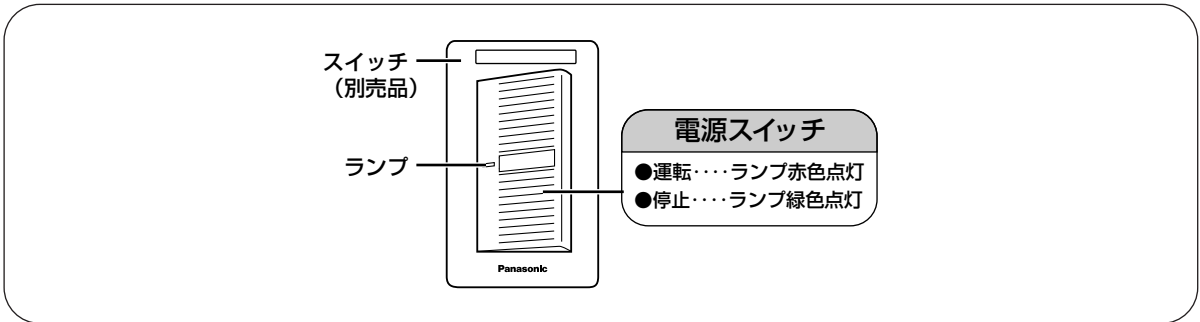 スイッチ
（別売品）
ランプ
電源スイッチ
●運転････ランプ赤色点灯
●停止････ランプ緑色点灯
Panasonic